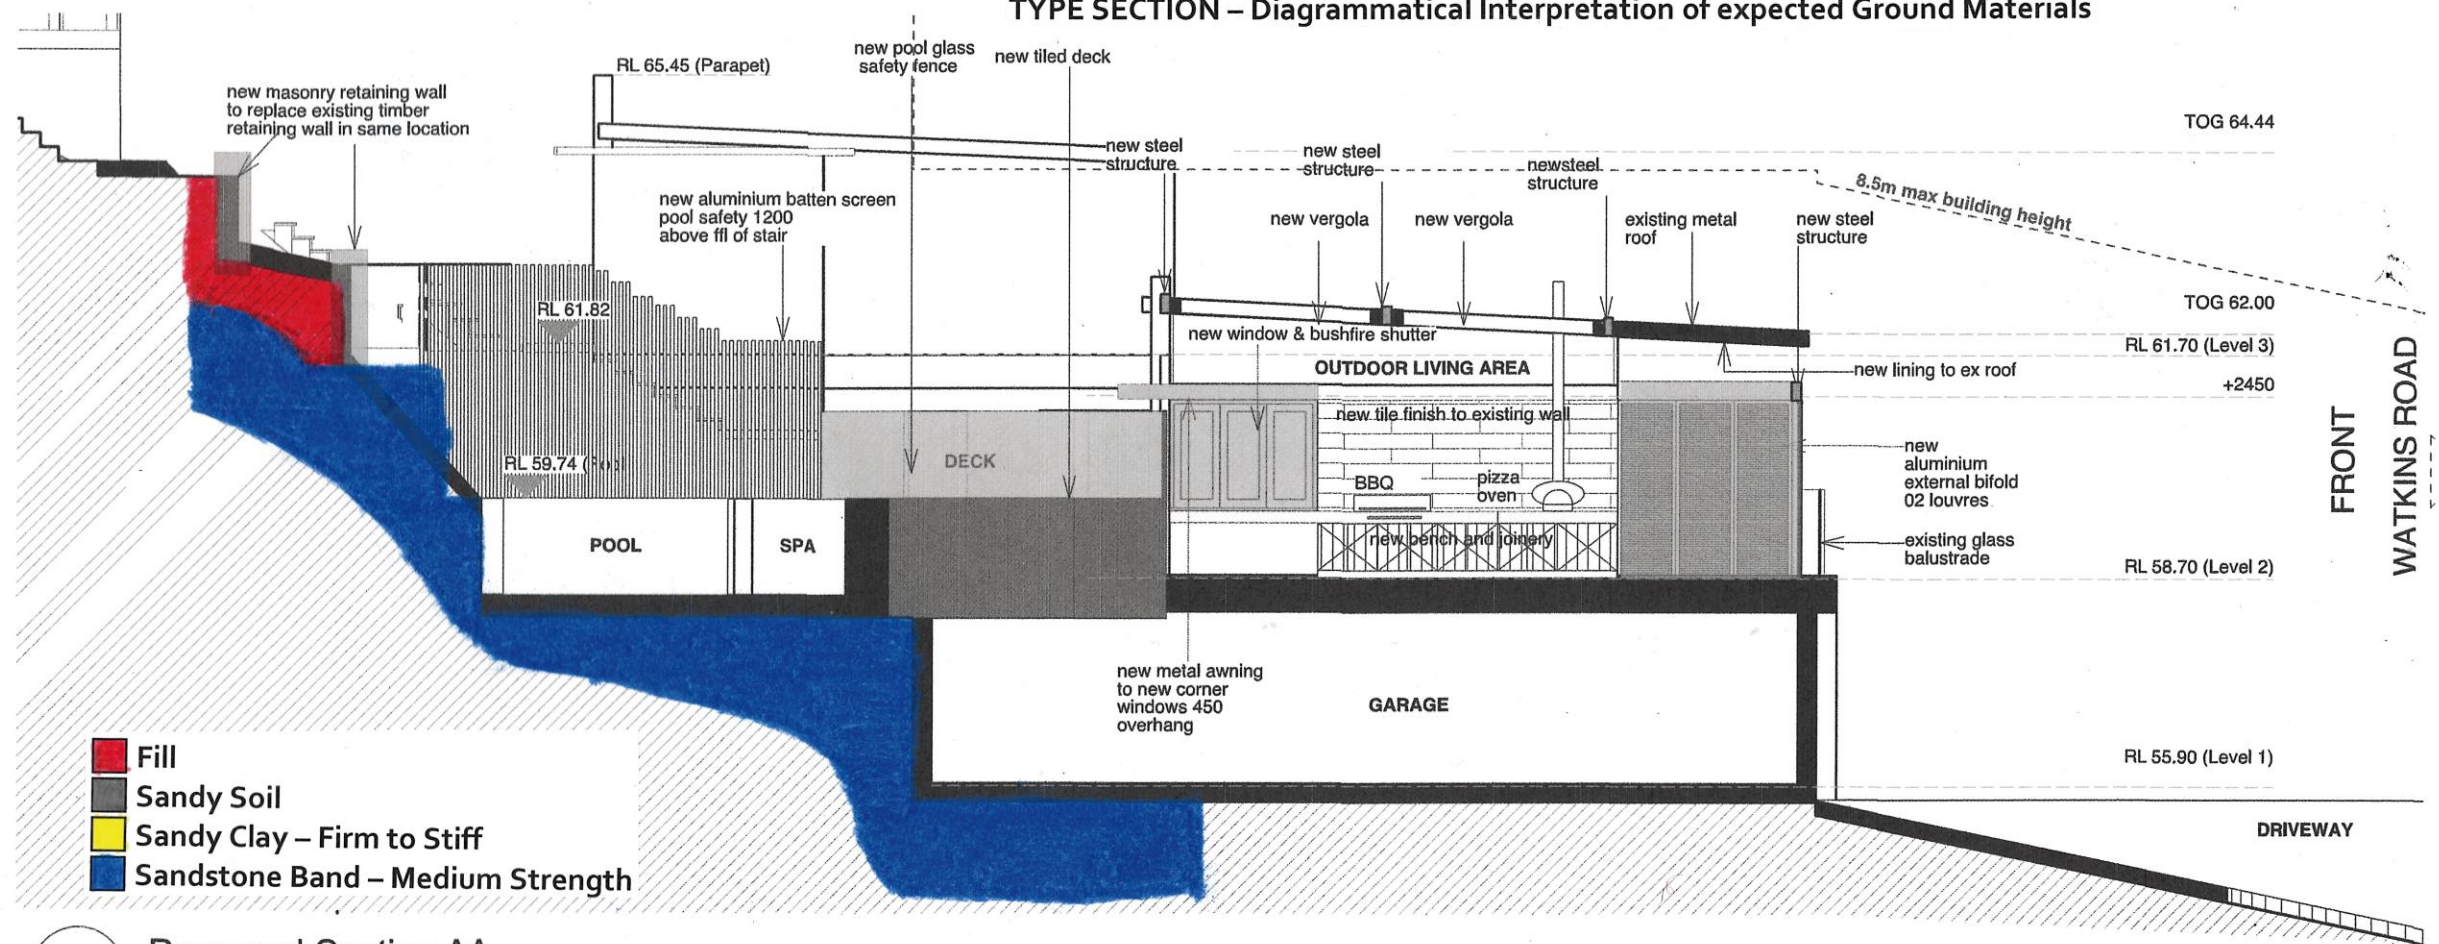 TYPE SECTION – Diagrammatical Interpretation of expected Ground Materials
new pool glass
safety fence
new tiled deck
RL 65.45 (Parapet)
new masonry retaining wall
to replace existing timber
retaining wall in same location
TOG 64.44
new steel
structure
new steel
structure
newsteel
structure
8.5m max building height
new aluminium batten screen
pool safety 1200
above ffl of stair
new vergola
new vergola
existing metal
roof
new steel
structure
RL 61.82
TOG 62.00
new window & bushfire shutter
RL 61.70 (Level 3)
OUTDOOR LIVING AREA
new lining to ex roof
+2450
new tile finish to existing wall
FRONT
WATKINS ROAD
new
aluminium
external bifold
02 louvres
RL 59.74
DECK
BBQ
pizza
oven
POOL
SPA
new bench and joinery
existing glass
balustrade
RL 58.70 (Level 2)
new metal awning
to new corner
windows 450
overhang
GARAGE
RL 55.90 (Level 1)
DRIVEWAY
Fill
Sandy Soil
Sandy Clay – Firm to Stiff
Sandstone Band – Medium Strength